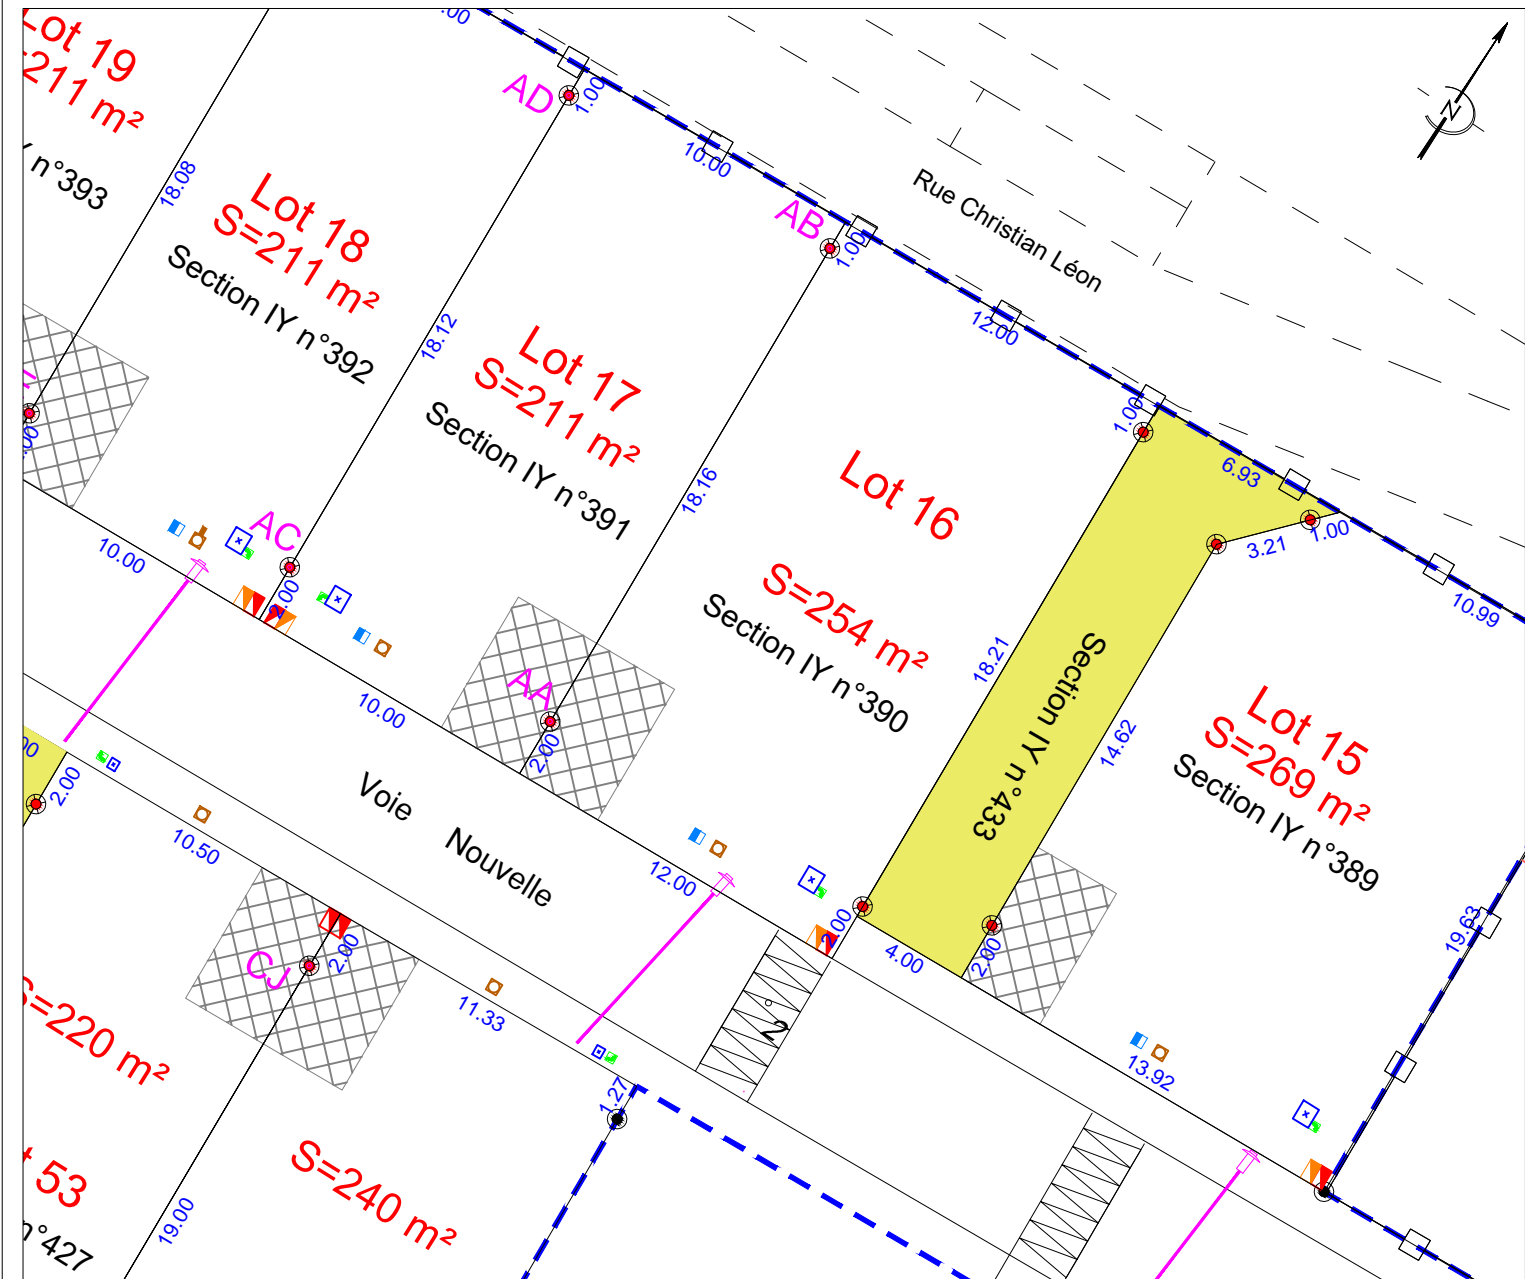 Lot 19
211 m²
n°393
18.08
Lot 18
S=211 m²
Section IY n°392
18.12
AD
1.00
10.00
AB
1.00
12.00
Rue Christian Léon
N
Lot 17
S=211 m²
Section IY n°391
18.16
Lot 16
S=254 m²
Section IY n°390
18.21
1.00
6.93
3.21
1.00
10.99
Section IY n°433
14.62
Lot 15
S=269 m²
Section IY n°389
19.63
10.00
AC
2.00
10.00
AA
2.00
12.00
2.00
4.00
2.00
13.92
2.00
10.50
Voie Nouvelle
CJ
2.00
11.33
2
1.27
S=220 m²
53
n°427
19.00
S=240 m²